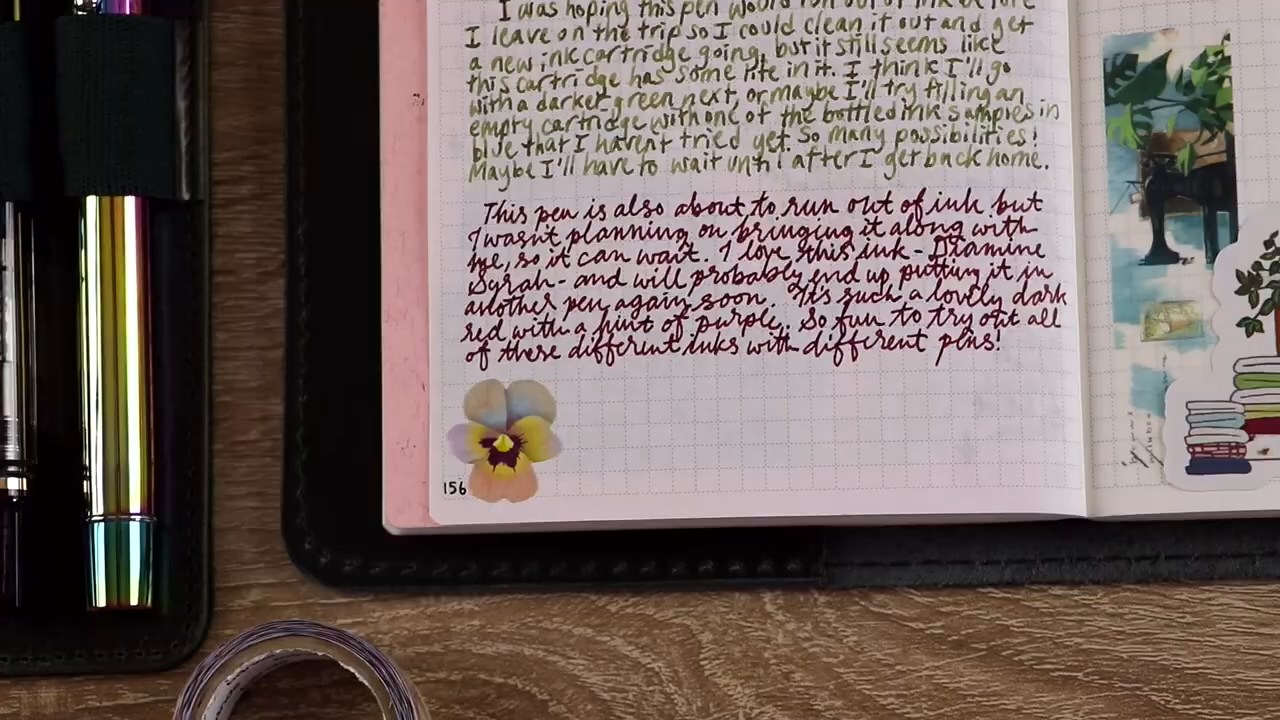 I was hoping this pen would run out of ink before
I leave on the trip so I could clean it out and get
a new ink cartridge going, but it still seems like
this cartridge has some life in it. I think I'll go
with a darker green next, or maybe I'll try filling an
empty cartridge with one of the bottled ink samples in
blue that I haven't tried yet. So many possibilities!
Maybe I'll have to wait until after I get back home.
This pen is also about to run out of ink but
I wasn't planning on bringing it along with
me, so it can wait. I love this ink - Diamine
Syrah - and will probably end up putting it in
another pen again soon. It's such a lovely dark
red with a hint of purple. So fun to try out all
of these different inks with different pens!
156